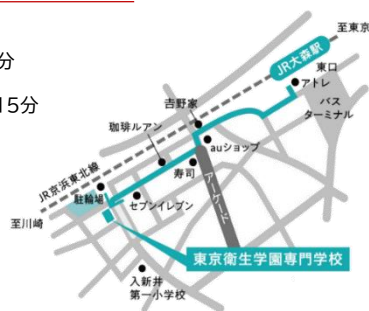 分
15分
至東京
JR大森駅
東口
アトレ
バス
ターミナル
吉野家
珈琲ルアン
auショップ
JR京浜東北線
寿司
アーケード
駐輪場
セブンイレブン
至川崎
東京衛生学園専門学校
入新井
第一小学校